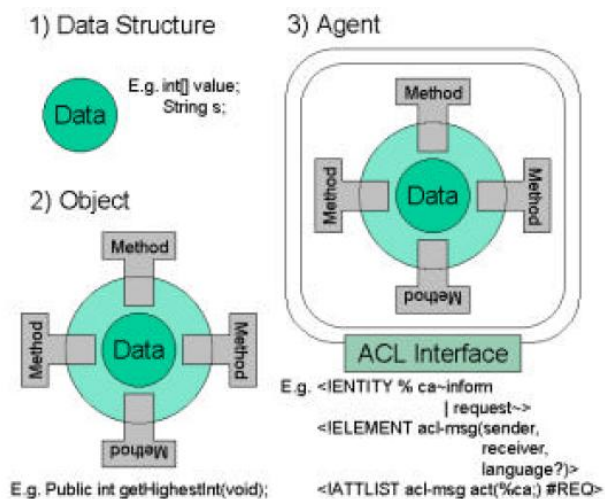 1) Data Structure
Data
E.g. int[] value;
String s;
2) Object
Method
Method
Data
Method
Method
E.g. Public int getHighestInt(void);
3) Agent
Method
Method
Data
Method
Method
ACL Interface
E.g. <!ENTITY % ca~inform
| request~>
<!ELEMENT acl-msg(sender,
receiver,
language?)>
<!ATTLIST acl-msg act(%ca;) #REQ>